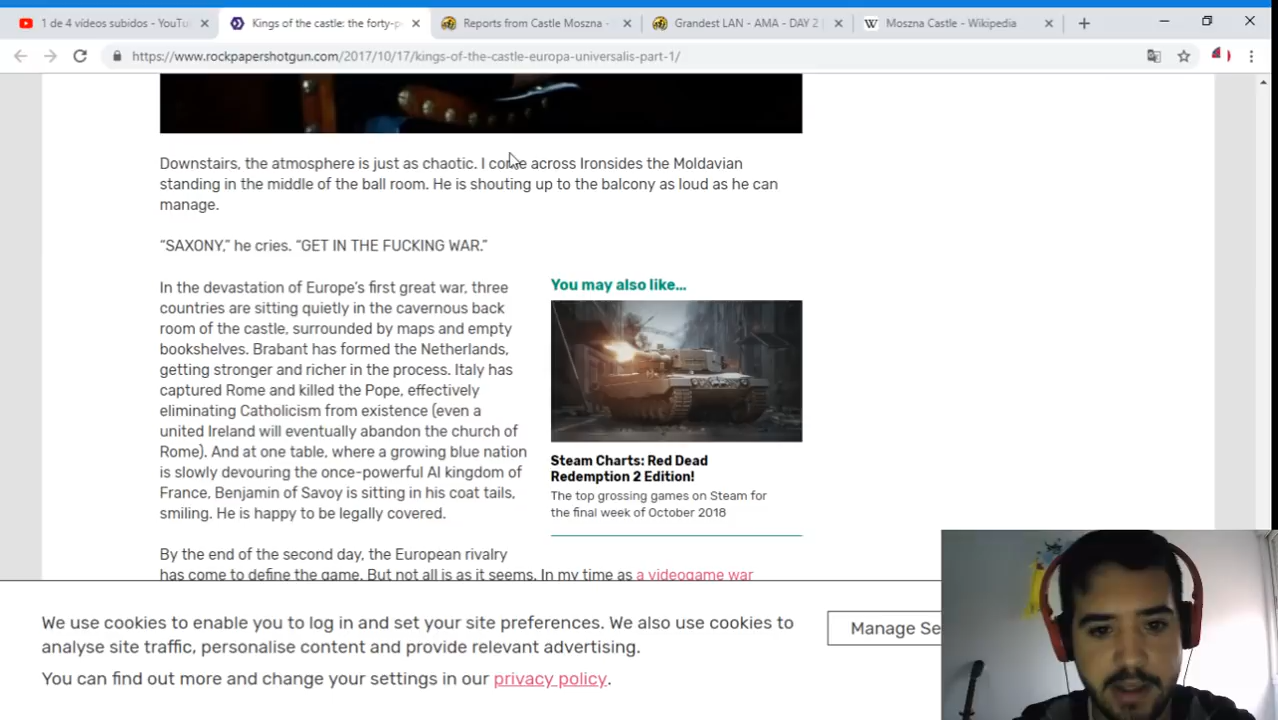 1 de 4 vídeos subidos - YouTu
Kings of the castle: the forty-p
Reports from Castle Moszna -
Grandest LAN - AMA - DAY 2
Moszna Castle - Wikipedia
https://www.rockpapershotgun.com/2017/10/17/kings-of-the-castle-europa-universalis-part-1/
Downstairs, the atmosphere is just as chaotic. I come across Ironsides the Moldavian
standing in the middle of the ball room. He is shouting up to the balcony as loud as he can
manage.
“SAXONY,” he cries. “GET IN THE FUCKING WAR.”
In the devastation of Europe’s first great war, three
countries are sitting quietly in the cavernous back
room of the castle, surrounded by maps and empty
bookshelves. Brabant has formed the Netherlands,
getting stronger and richer in the process. Italy has
captured Rome and killed the Pope, effectively
eliminating Catholicism from existence (even a
united Ireland will eventually abandon the church of
Rome). And at one table, where a growing blue nation
is slowly devouring the once-powerful AI kingdom of
France, Benjamin of Savoy is sitting in his coat tails,
smiling. He is happy to be legally covered.
You may also like...
Steam Charts: Red Dead
Redemption 2 Edition!
The top grossing games on Steam for
the final week of October 2018
By the end of the second day, the European rivalry
has come to define the game. But not all is as it seems. In my time as a videogame war
We use cookies to enable you to log in and set your site preferences. We also use cookies to
analyse site traffic, personalise content and provide relevant advertising.
You can find out more and change your settings in our privacy policy.
Manage Se